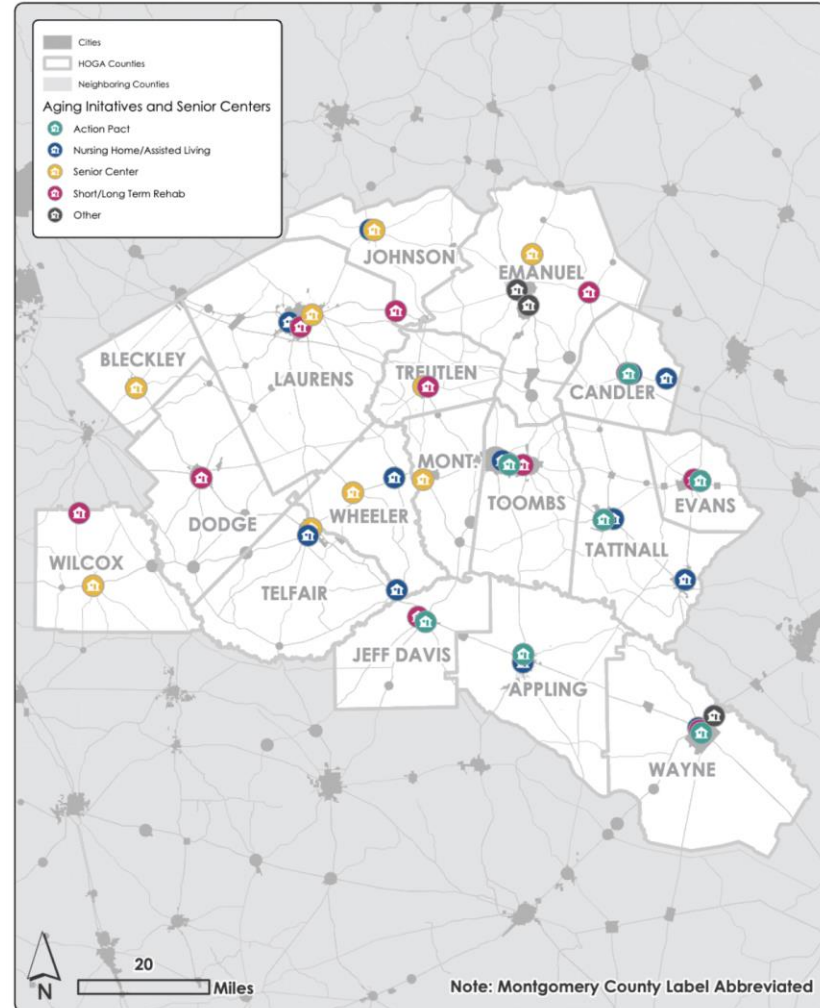 Cities
HOGA Counties
Neighboring Counties
Aging Initatives and Senior Centers
Action Pact
Nursing Home/Assisted Living
Senior Center
Short/Long Term Rehab
Other
JOHNSON
EMANUEL
BLECKLEY
LAURENS
TREUTLEN
CANDLER
MONT.
DODGE
WHEELER
TOOMBS
EVANS
WILCOX
TATTNALL
TELFAIR
JEFF DAVIS
APPLING
WAYNE
N
20
Miles
Note: Montgomery County Label Abbreviated